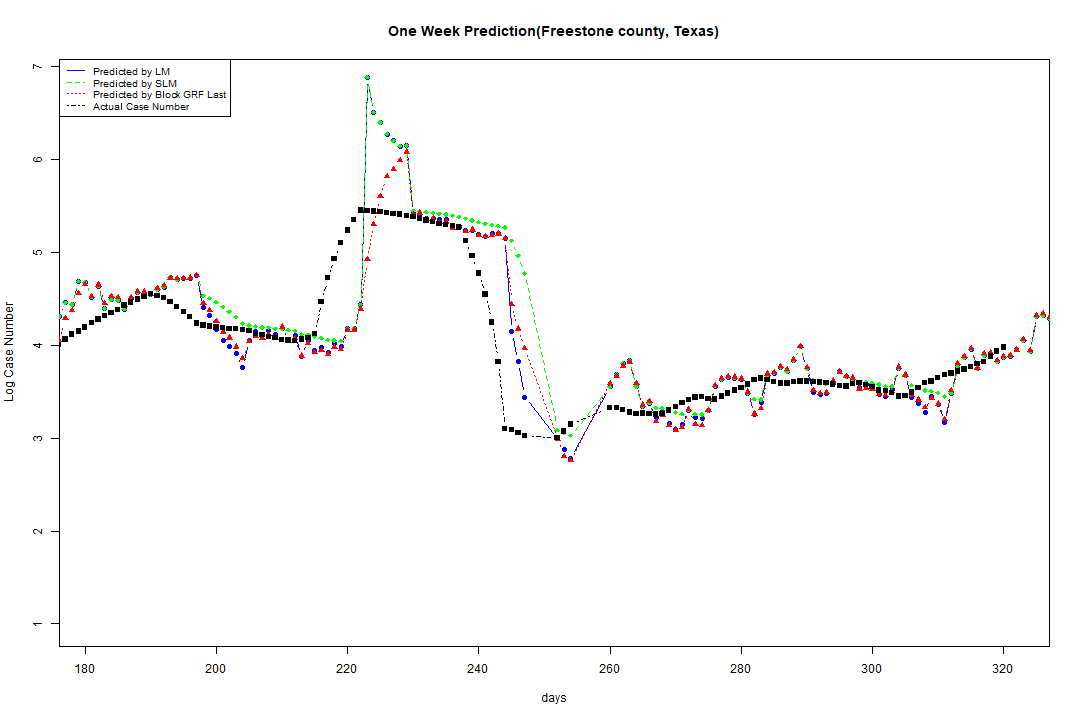 One Week Prediction(Freestone county, Texas)
Predicted by LM
Predicted by SLM
Predicted by Block GRF Last
Actual Case Number
7
6
5
4
3
2
1
Log Case Number
180 200 220 240 260 280 300 320
days